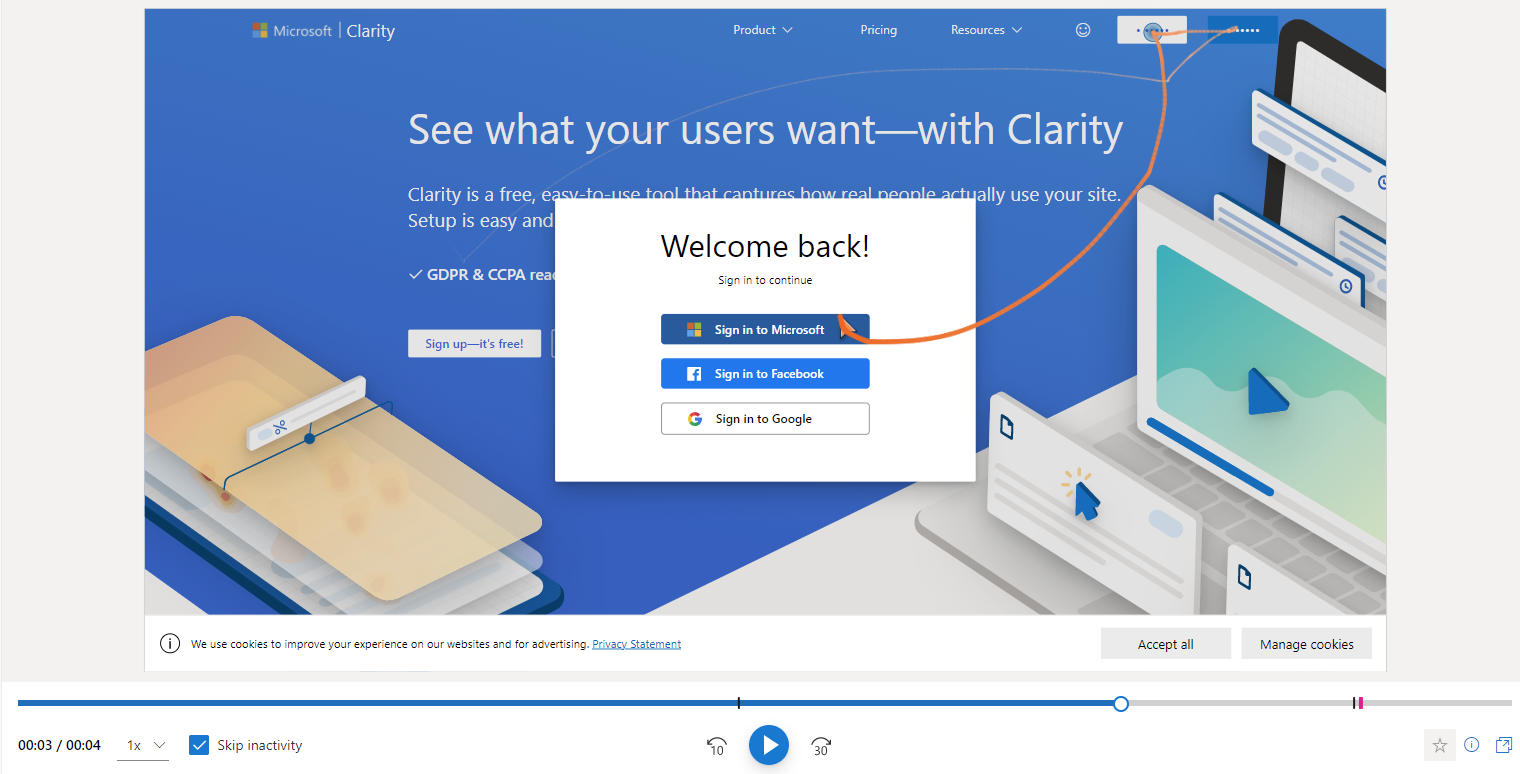 Microsoft | Clarity
Product
Pricing
Resources
See what your users want—with Clarity
Clarity is a free, easy-to-use tool that captures how real people actually use your site.
Setup is easy and
GDPR & CCPA read
Sign up—it's free!
Welcome back!
Sign in to continue
Sign in to Microsoft
Sign in to Facebook
Sign in to Google
We use cookies to improve your experience on our websites and for advertising. Privacy Statement
Accept all
Manage cookies
00:03 / 00:04
1x
Skip inactivity
10
30